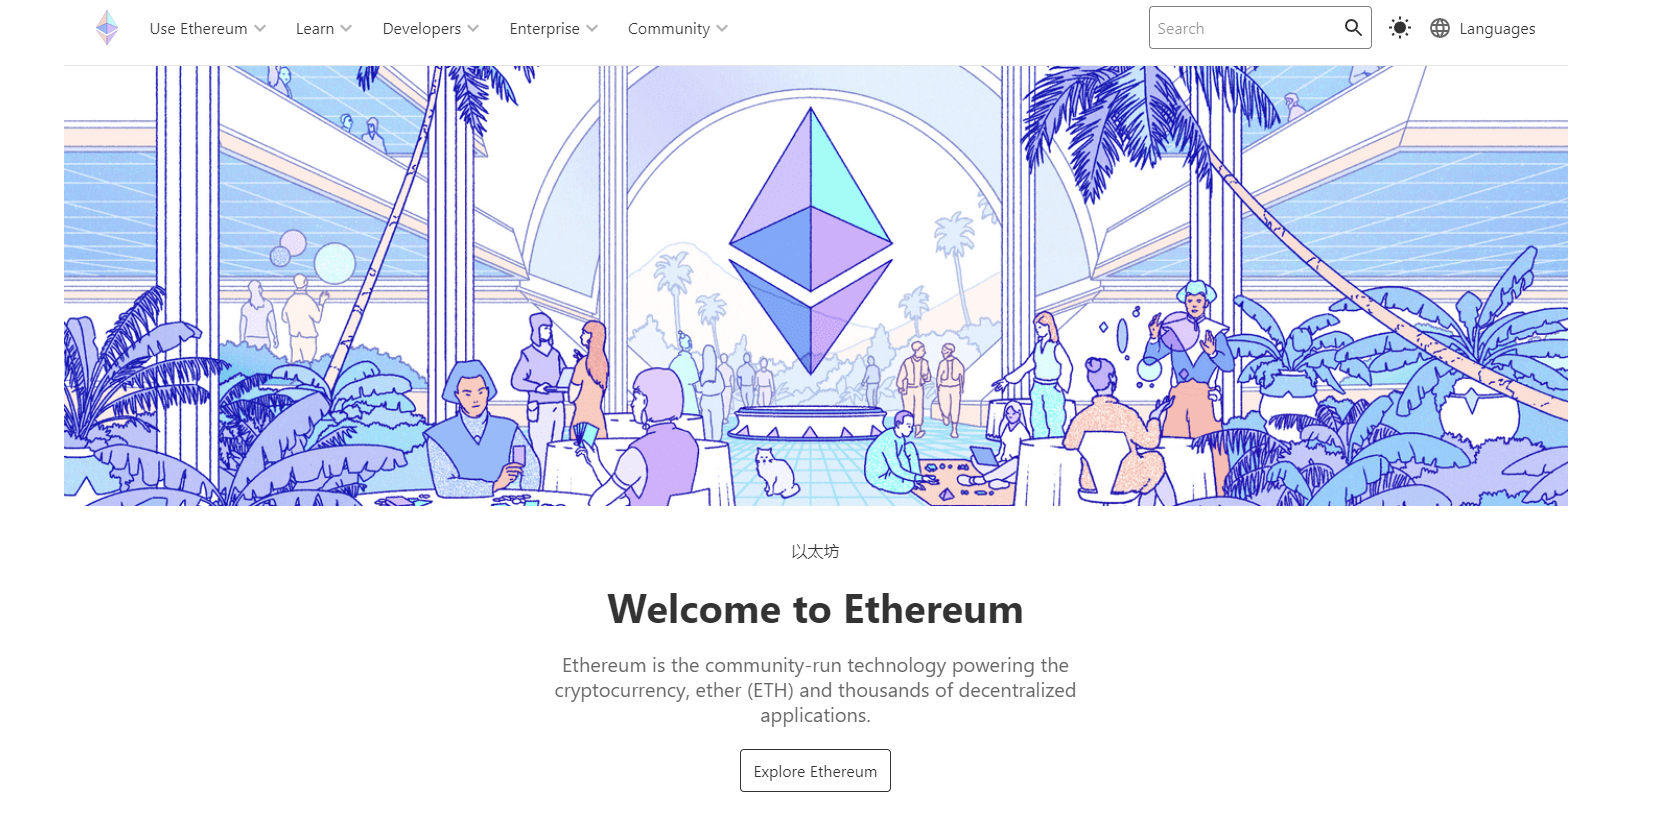 Use Ethereum Learn Developers Enterprise Community Search Languages
以太坊
Welcome to Ethereum
Ethereum is the community-run technology powering the
cryptocurrency, ether (ETH) and thousands of decentralized
applications.
Explore Ethereum